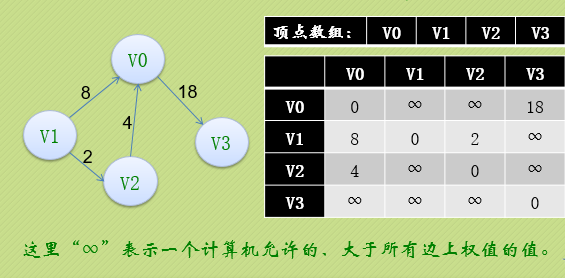 顶点数组： V0 V1 V2 V3
V0 V1 V2 V3
V0 0 ∞ ∞ 18
V1 8 0 2 ∞
V2 4 ∞ 0 ∞
V3 ∞ ∞ ∞ 0
V0
8
18
4
V1
V3
2
V2
这里“∞”表示一个计算机允许的、大于所有边上权值的值。